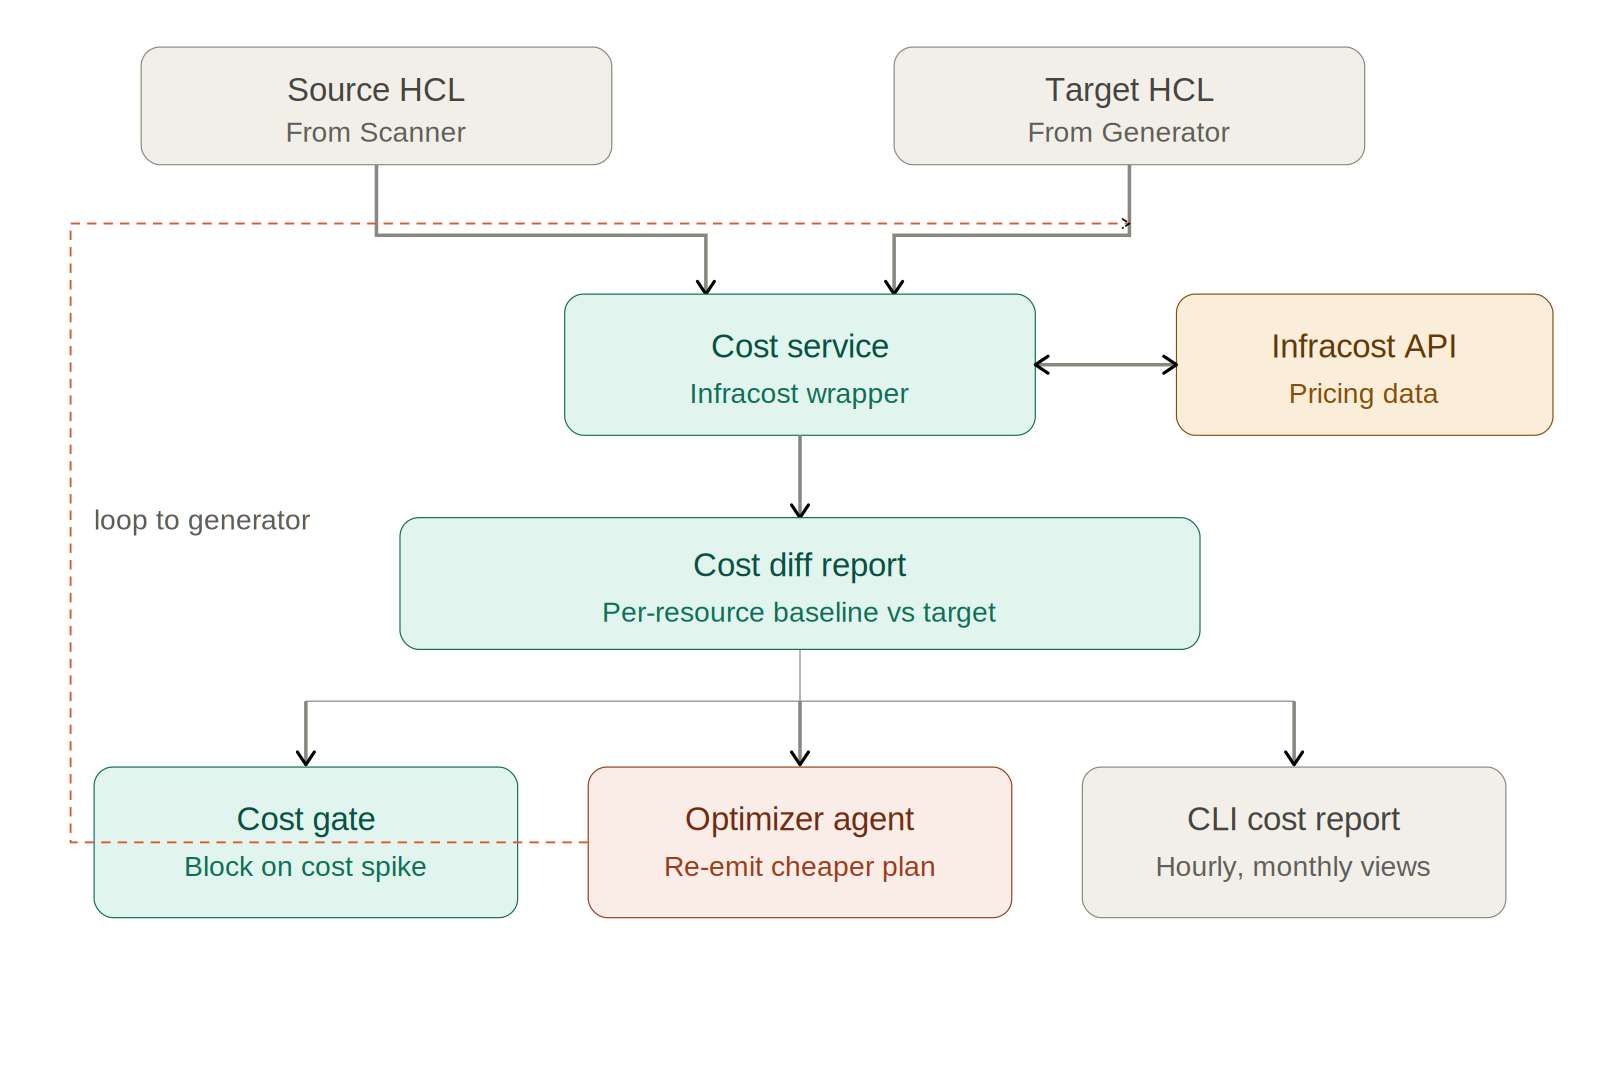 Source HCL
From Scanner
Target HCL
From Generator
Cost service
Infracost wrapper
Infracost API
Pricing data
loop to generator
Cost diff report
Per-resource baseline vs target
Cost gate
Block on cost spike
Optimizer agent
Re-emit cheaper plan
CLI cost report
Hourly, monthly views